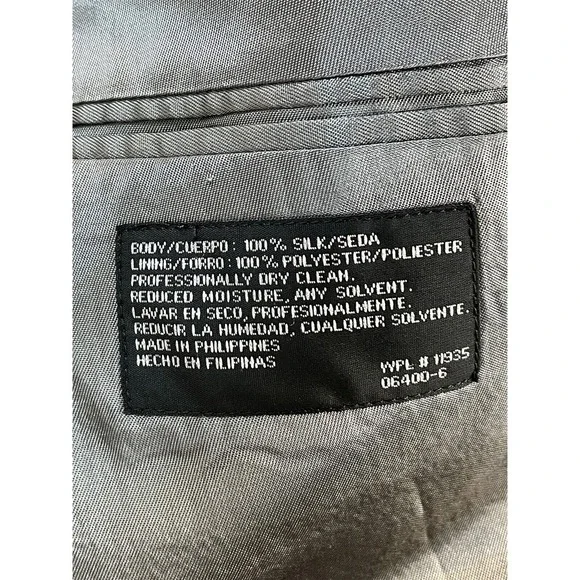 BODY/CUERPO: 100% SILK/SEDA
LINING/FORRO: 100% POLYESTER/POLIESTER
PROFESSIONALLY DRY CLEAN.
REDUCED MOISTURE, ANY SOLVENT.
LAVAR EN SECO, PROFESIONALMENTE.
REDUCIR LA HUMEDAD, CUALQUIER SOLVENTE.
MADE IN PHILIPPINES
HECHO EN FILIPINAS
WPL # 11935
06400-6